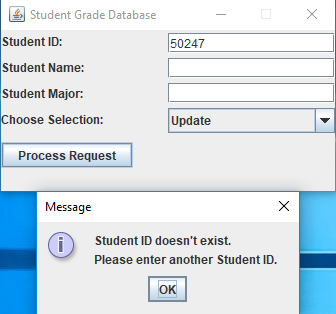 Student Grade Database
Student ID: 50247
Student Name:
Student Major:
Choose Selection: Update
Process Request
Message
Student ID doesn't exist.
Please enter another Student ID.
OK